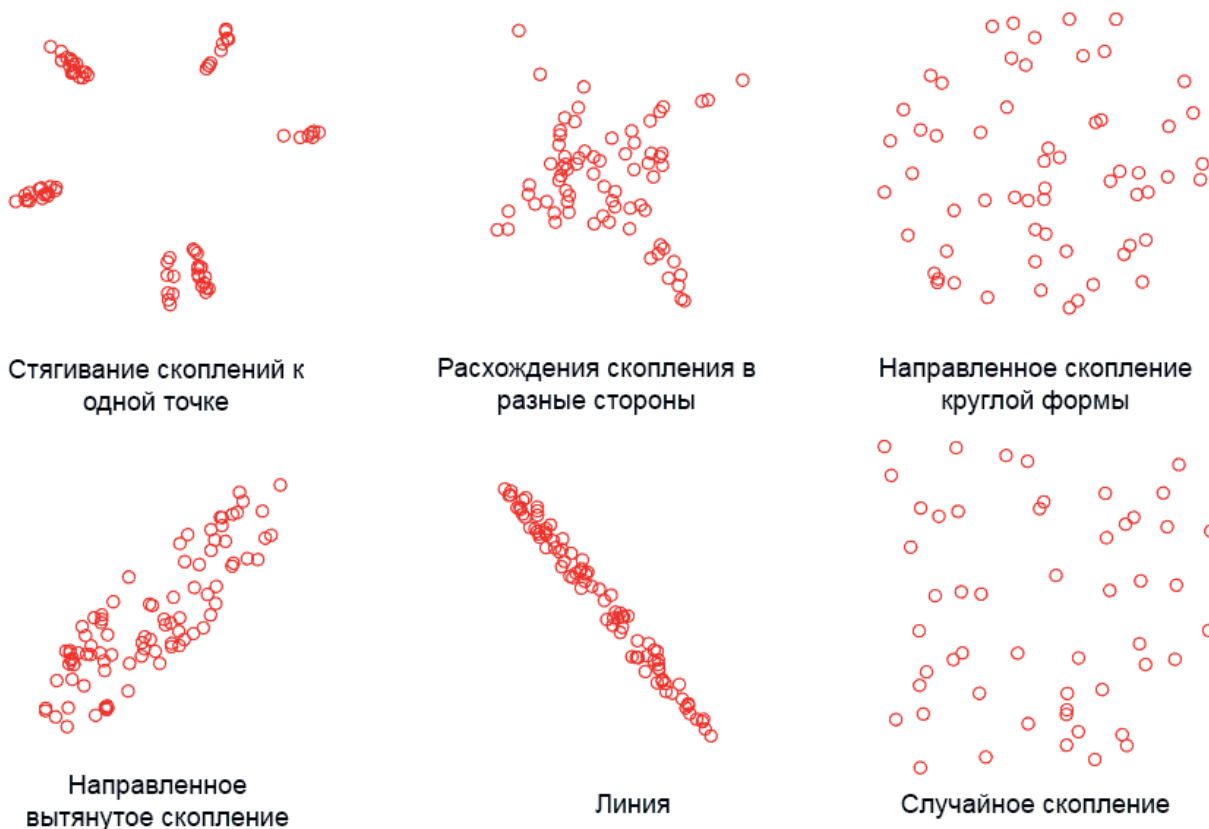 Стягивание скоплений к
одной точке
Расхождения скопления в
разные стороны
Направленное скопление
круглой формы
Направленное
вытянутое скопление
Линия
Случайное скопление